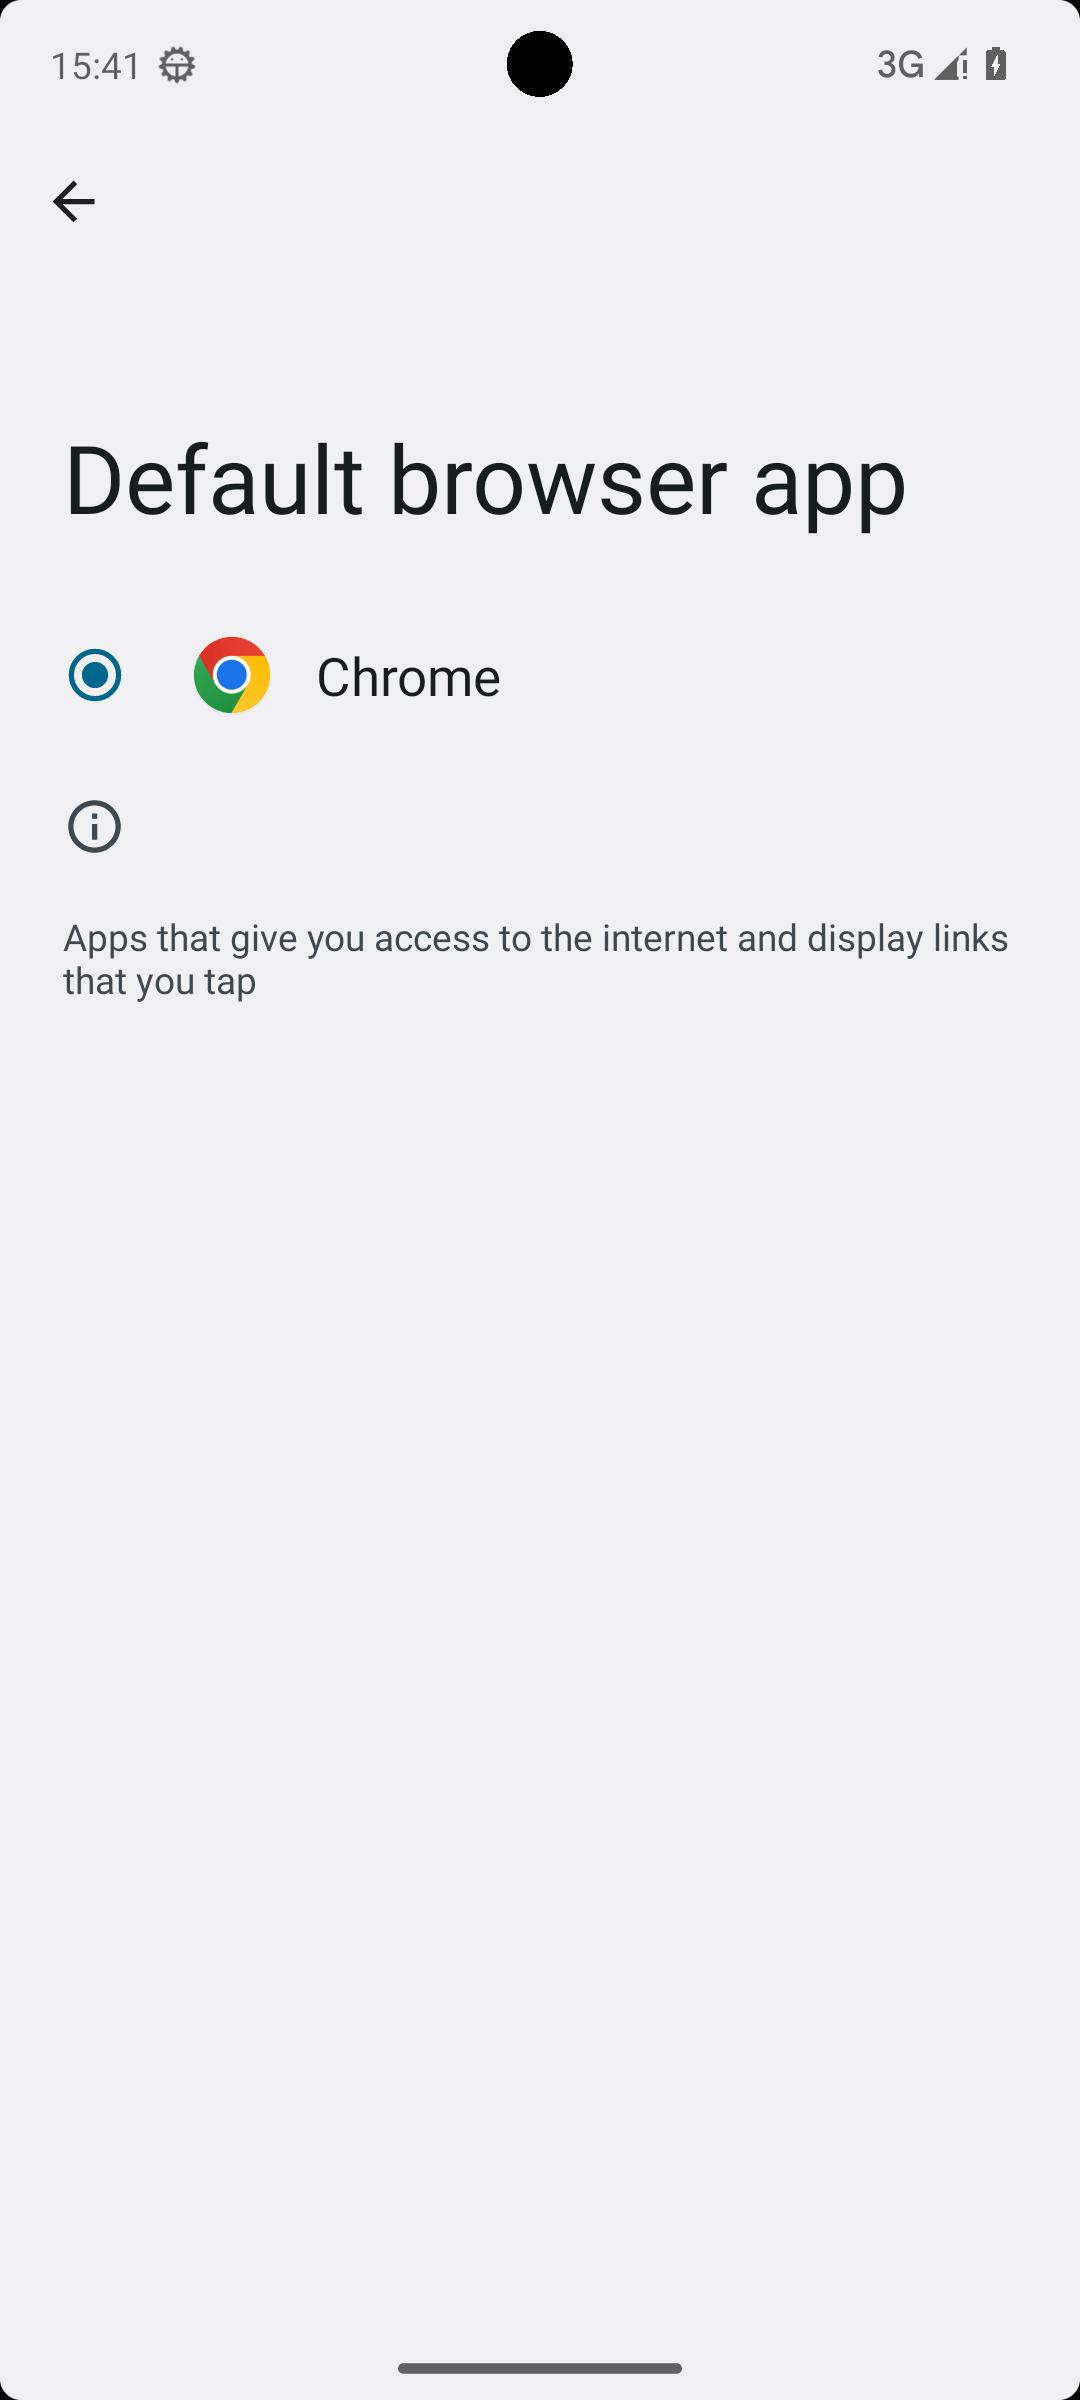 15:41
3G
Default browser app
Chrome
Apps that give you access to the internet and display links
that you tap